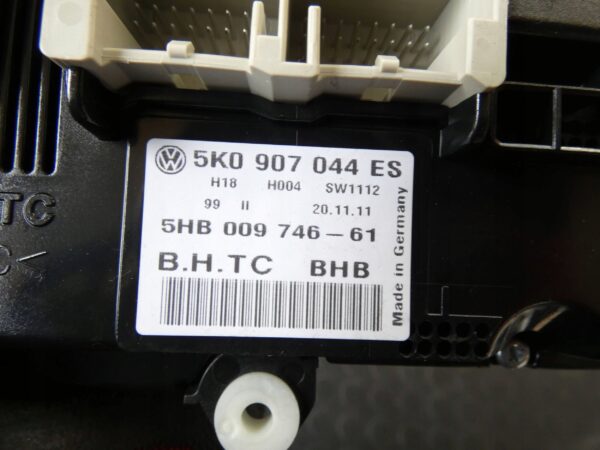 VW 5K0 907 044 ES
H18 H004 SW1112
99 II 20.11.11
5HB 009 746-61
B.H.TC BHB
Made in Germany
TC